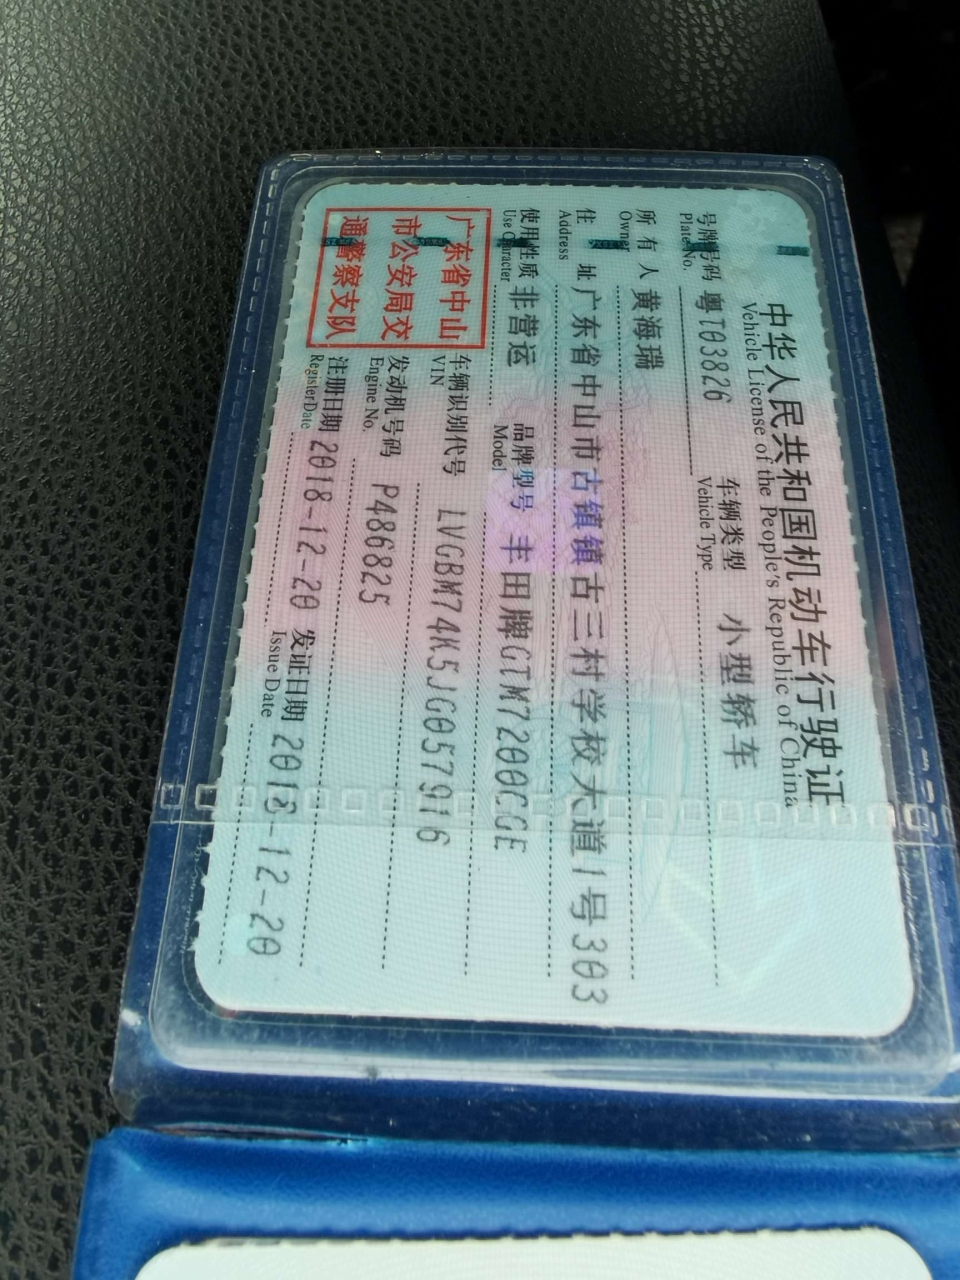 中华人民共和国机动车行驶证
Vehicle License of the People's Republic of China
号牌号码 粤T03826 车辆类型 小型轿车
Plate No. Vehicle Type
所有人 黄海瑞
Owner
住址 广东省中山市古镇镇古三村学校大道1号303
Address
使用性质 非营运 品牌型号 丰田牌GTM7200CGE
Use Character Model
广东省中山
市公安局交
通警察支队
车辆识别代号 LVGBM74K5JG057916
VIN
发动机号码 P486825
Engine No.
注册日期 2018-12-20 发证日期 2018-12-20
Register Date Issue Date